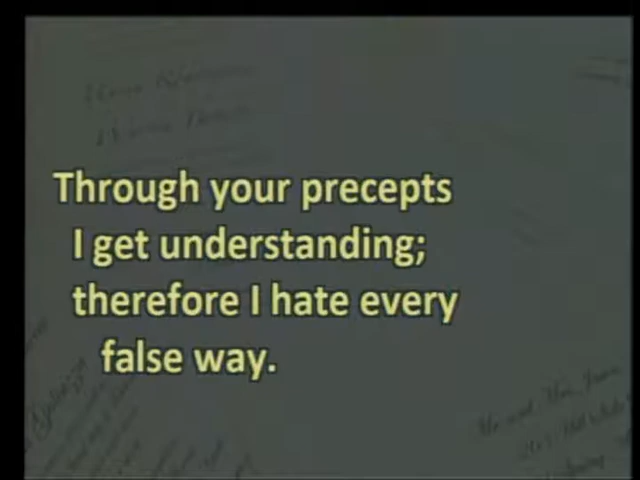 Through your precepts
I get understanding;
therefore I hate every
false way.